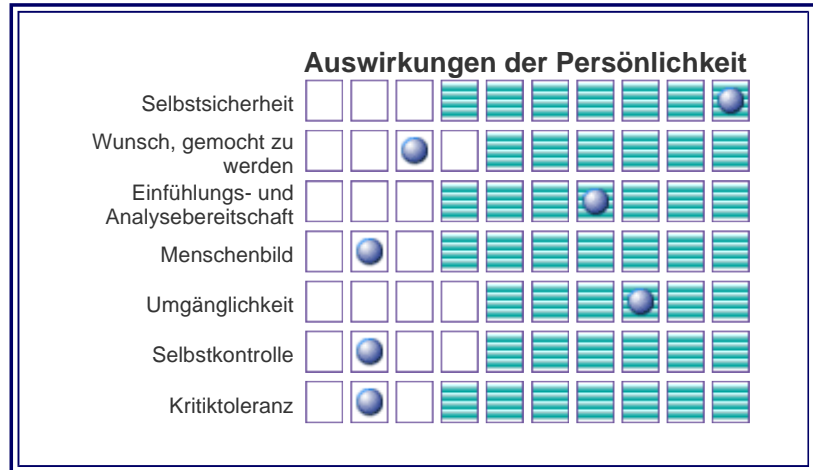 Auswirkungen der Persönlichkeit
Selbstsicherheit
Wunsch, gemocht zu
werden
Einfühlungs- und
Analysebereitschaft
Menschenbild
Umgänglichkeit
Selbstkontrolle
Kritiktoleranz